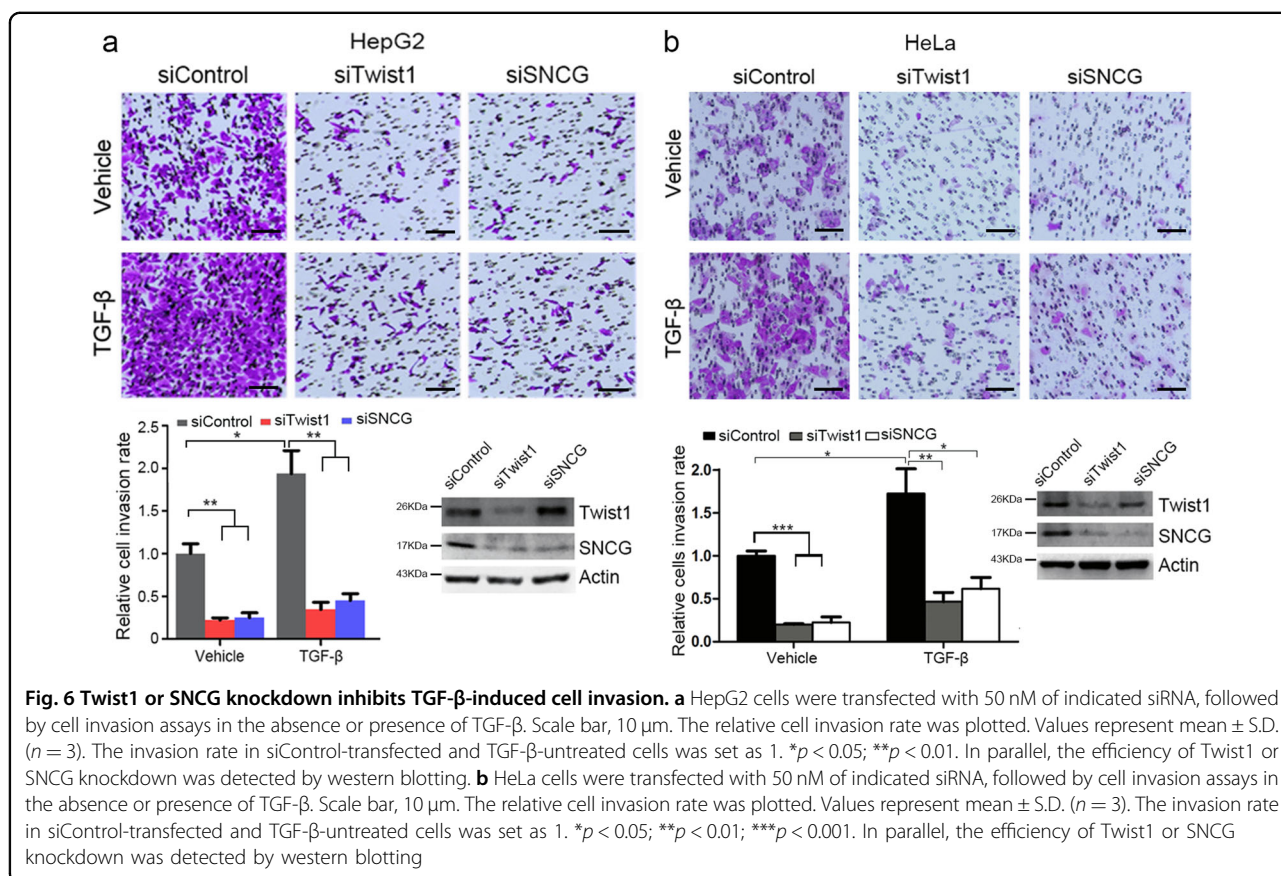 a
HepG2
siControl siTwist1 siSNCG
Vehicle
TGF-β
siControl siTwist1 siSNCG
Relative cell invasion rate
2.5
2.0
1.5
1.0
0.5
0
* ** **
Vehicle TGF-β
siControl siTwist1 siSNCG
26KDa Twist1
17KDa SNCG
43KDa Actin
b
HeLa
siControl siTwist1 siSNCG
Vehicle
TGF-β
siControl siTwist1 siSNCG
Relative cells invasion rate
2.0
1.5
1.0
0.5
0.0
* *** ** *
Vehicle TGF-β
siControl siTwist1 siSNCG
26KDa Twist1
17KDa SNCG
43KDa Actin
Fig. 6 Twist1 or SNCG knockdown inhibits TGF-β-induced cell invasion. a HepG2 cells were transfected with 50 nM of indicated siRNA, followed
by cell invasion assays in the absence or presence of TGF-β. Scale bar, 10 μm. The relative cell invasion rate was plotted. Values represent mean ± S.D.
(n = 3). The invasion rate in siControl-transfected and TGF-β-untreated cells was set as 1. *p < 0.05; **p < 0.01. In parallel, the efficiency of Twist1 or
SNCG knockdown was detected by western blotting. b HeLa cells were transfected with 50 nM of indicated siRNA, followed by cell invasion assays in
the absence or presence of TGF-β. Scale bar, 10 μm. The relative cell invasion rate was plotted. Values represent mean ± S.D. (n = 3). The invasion rate
in siControl-transfected and TGF-β-untreated cells was set as 1. *p < 0.05; **p < 0.01; ***p < 0.001. In parallel, the efficiency of Twist1 or SNCG
knockdown was detected by western blotting